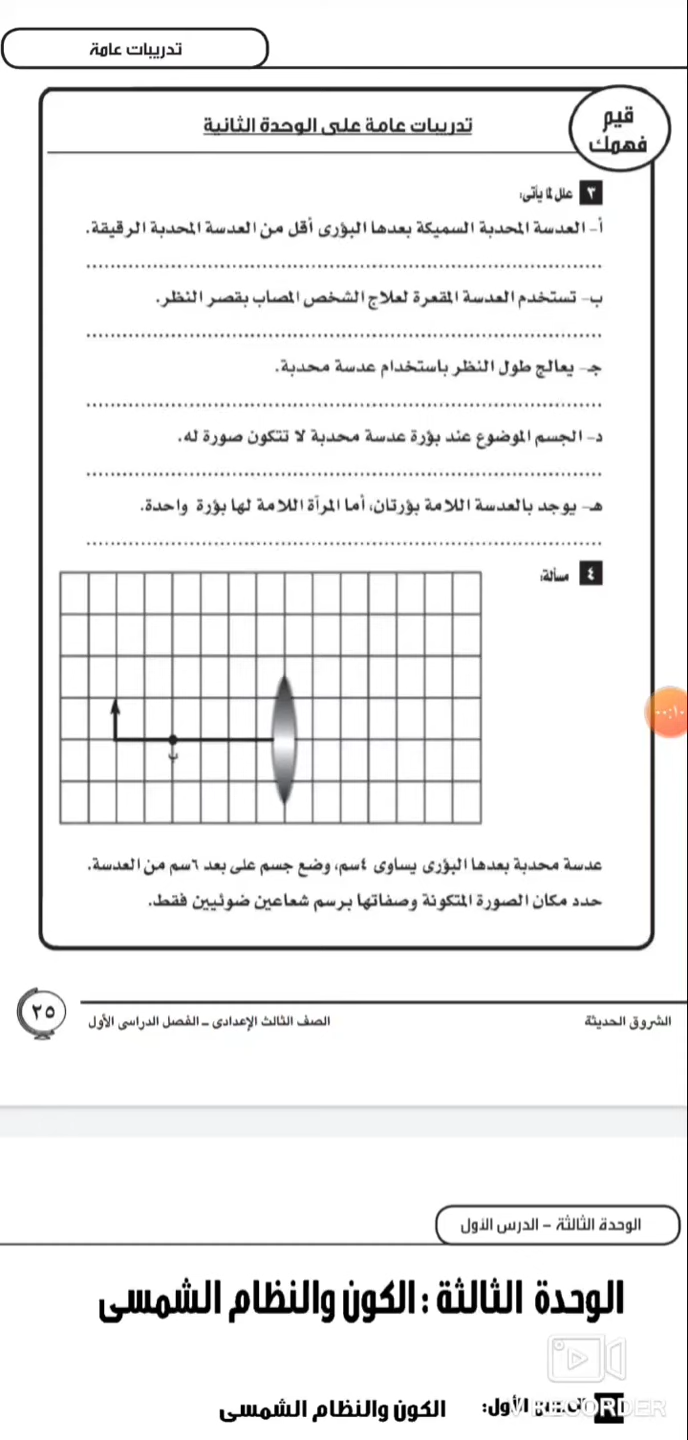 تدريبات عامة
قيم
فهمك
تدريبات عامة على الوحدة الثانية
٣ علل لما يأتى:
أ- العدسة المحدبة السميكة بعدها البؤرى أقل من العدسة المحدبة الرقيقة.
ب- تستخدم العدسة المقعرة لعلاج الشخص المصاب بقصر النظر.
جـ- يعالج طول النظر باستخدام عدسة محدبة.
د- الجسم الموضوع عند بؤرة عدسة محدبة لا تتكون صورة له.
هـ- يوجد بالعدسة اللامة بؤرتان، أما المرآة اللامة لها بؤرة واحدة.
٤ مسألة:
ب
عدسة محدبة بعدها البؤرى يساوى ٤سم، وضع جسم على بعد ٦سم من العدسة.
حدد مكان الصورة المتكونة وصفاتها برسم شعاعين ضوئيين فقط.
٠٠:١٠
الشروق الحديثة
الصف الثالث الإعدادى - الفصل الدراسى الأول
٢٥
الوحدة الثالثة - الدرس الأول
الوحدة الثالثة : الكون والنظام الشمسى
الأول: الكون والنظام الشمسى
V RECORDER